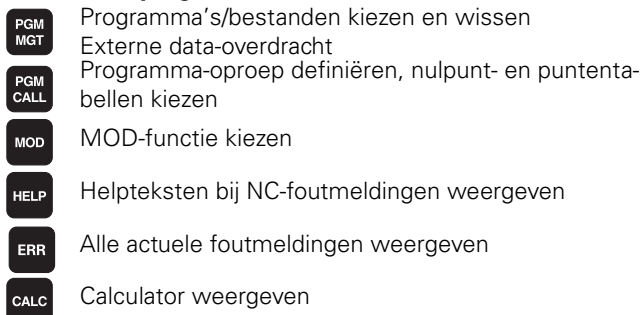 PGM
MGT
Programma's/bestanden kiezen en wissen
Externe data-overdracht
PGM
CALL
Programma-oproep definiëren, nulpunt- en puntenta-
bellen kiezen
MOD
MOD-functie kiezen
HELP
Helpteksten bij NC-foutmeldingen weergeven
ERR
Alle actuele foutmeldingen weergeven
CALC
Calculator weergeven